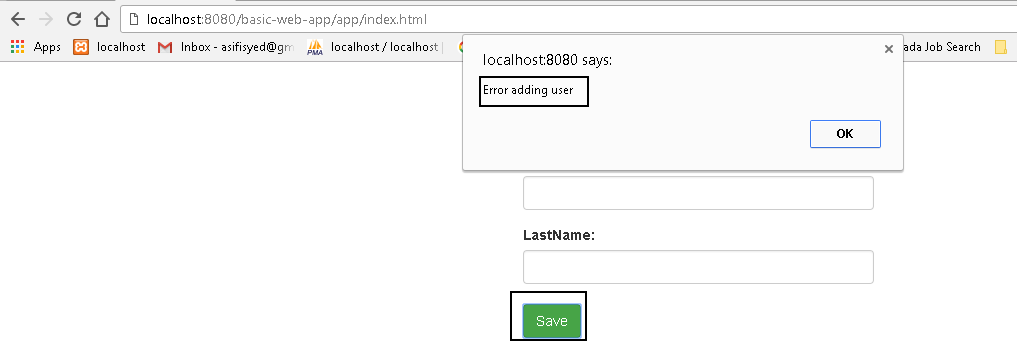 localhost:8080/basic-web-app/app/index.html
Apps localhost Inbox - asifisyed@gm PMA localhost / localhost ada Job Search
localhost:8080 says:
Error adding user
OK
LastName:
Save